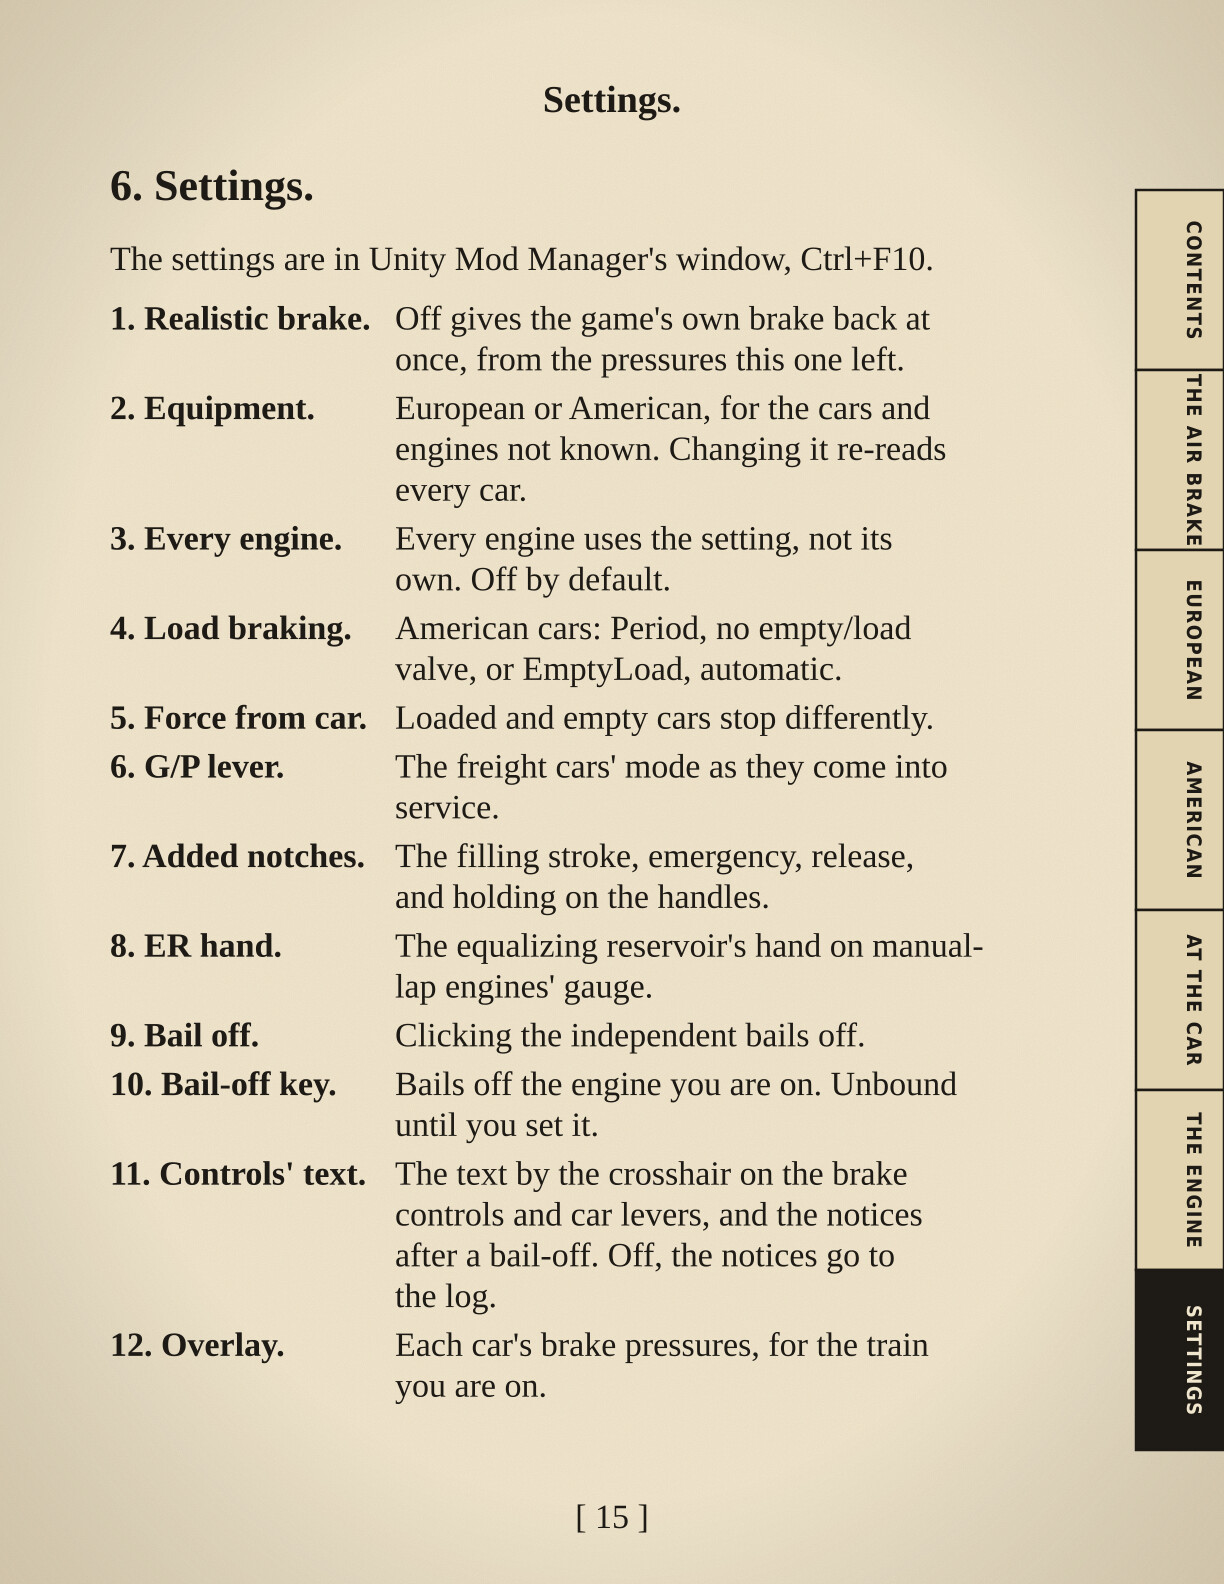 Settings.
6. Settings.
The settings are in Unity Mod Manager's window, Ctrl+F10.
1. Realistic brake. Off gives the game's own brake back at
once, from the pressures this one left.
2. Equipment. European or American, for the cars and
engines not known. Changing it re-reads
every car.
3. Every engine. Every engine uses the setting, not its
own. Off by default.
4. Load braking. American cars: Period, no empty/load
valve, or EmptyLoad, automatic.
5. Force from car. Loaded and empty cars stop differently.
6. G/P lever. The freight cars' mode as they come into
service.
7. Added notches. The filling stroke, emergency, release,
and holding on the handles.
8. ER hand. The equalizing reservoir's hand on manual-
lap engines' gauge.
9. Bail off. Clicking the independent bails off.
10. Bail-off key. Bails off the engine you are on. Unbound
until you set it.
11. Controls' text. The text by the crosshair on the brake
controls and car levers, and the notices
after a bail-off. Off, the notices go to
the log.
12. Overlay. Each car's brake pressures, for the train
you are on.
[ 15 ]
CONTENTS
THE AIR BRAKE
EUROPEAN
AMERICAN
AT THE CAR
THE ENGINE
SETTINGS